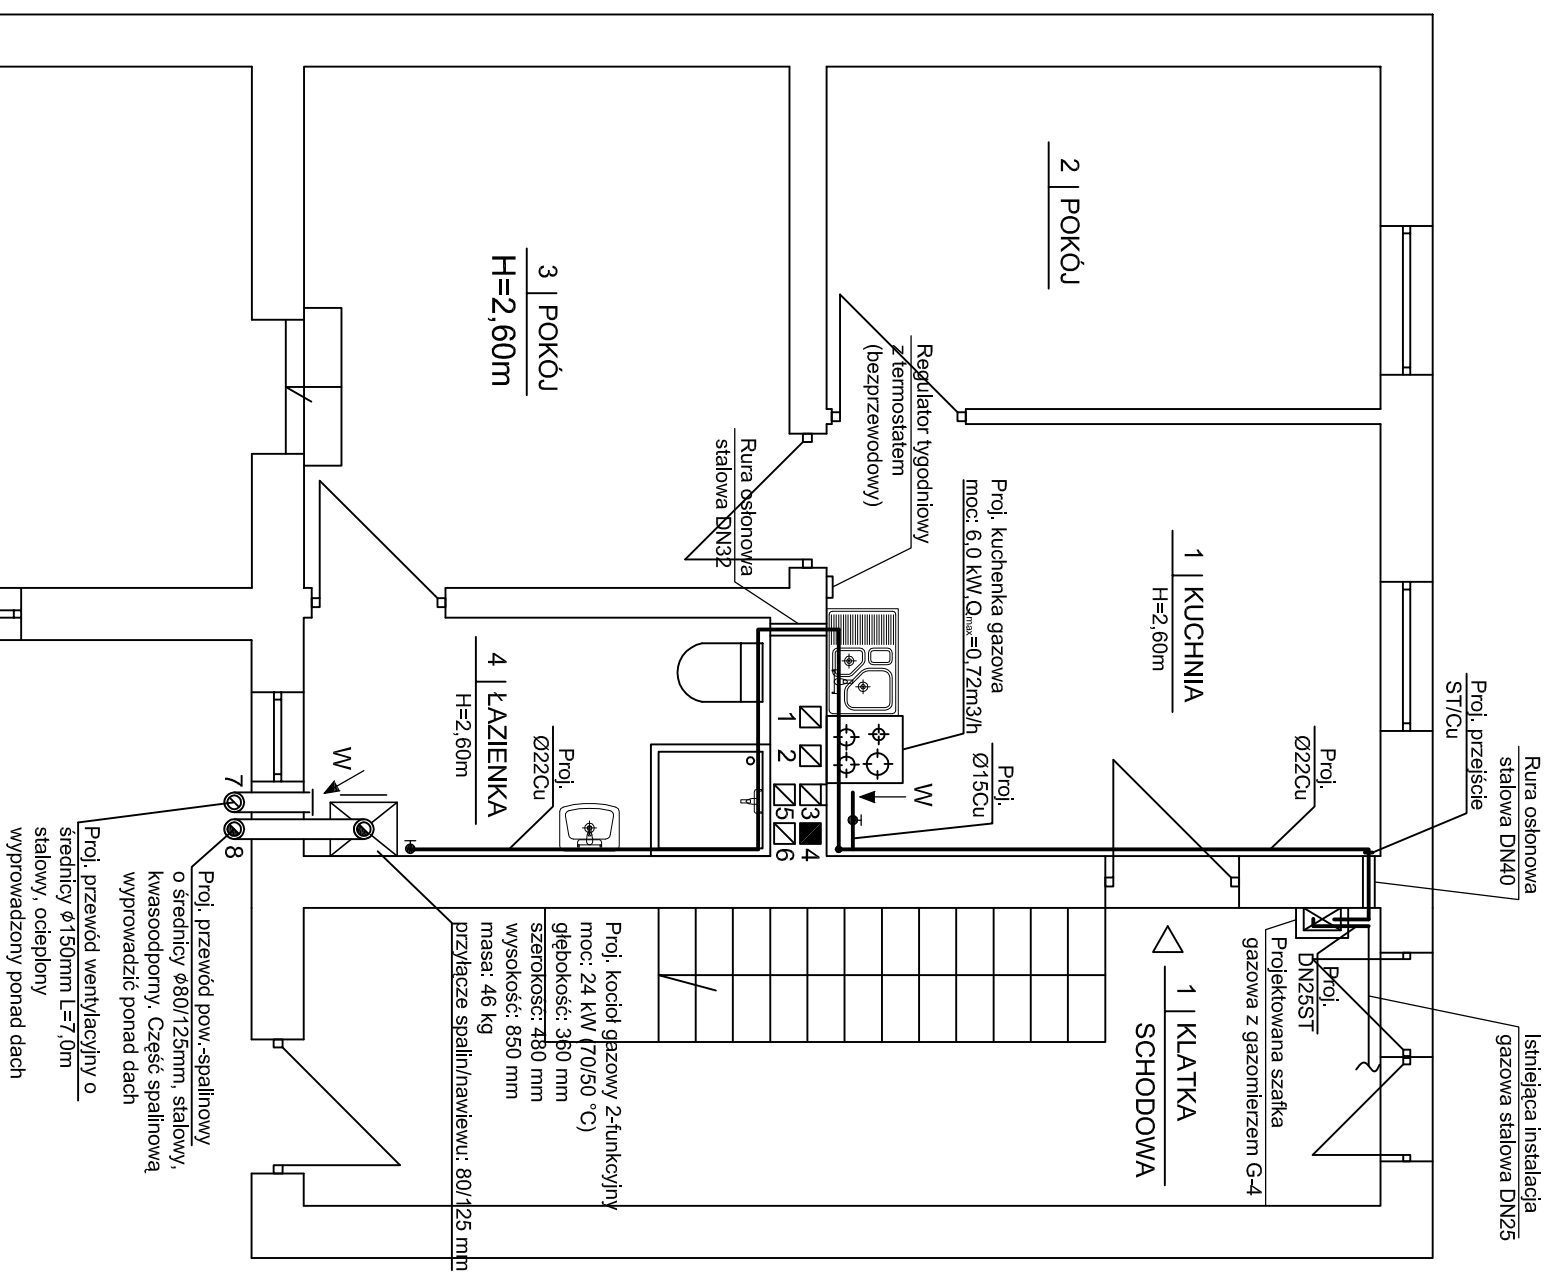 Rura osłonowa
stalowa DN40
Istniejąca instalacja
gazowa stalowa DN25
Proj. przejście
ST/Cu
Proj.
Ø22Cu
Proj.
DN25ST
Projektowana szafka
gazowa z gazomierzem G-4
1 | KUCHNIA
H=2,60m
1 | KLATKA
SCHODOWA
2 | POKÓJ
Proj. kuchenka gazowa
moc: 6,0 kW,Qmax=0,72m3/h
Proj.
Ø15Cu
Regulator tygodniowy
z termostatem
(bezprzewodowy)
W
1
2
3
4
5
6
Rura osłonowa
stalowa DN32
3 | POKÓJ
H=2,60m
Proj.
Ø22Cu
4 | ŁAZIENKA
H=2,60m
Proj. kocioł gazowy 2-funkcyjny
moc: 24 kW (70/50 °C)
głębokość: 360 mm
szerokość: 480 mm
wysokość: 850 mm
masa: 46 kg
przyłącze spalin/nawiewu: 80/125 mm
W
7
8
Proj. przewód pow.-spalinowy
o średnicy ϕ80/125mm, stalowy,
kwasoodporny. Część spalinową
wyprowadzić ponad dach
Proj. przewód wentylacyjny o
średnicy ϕ150mm L=7,0m
stalowy, ocieplony
wyprowadzony ponad dach